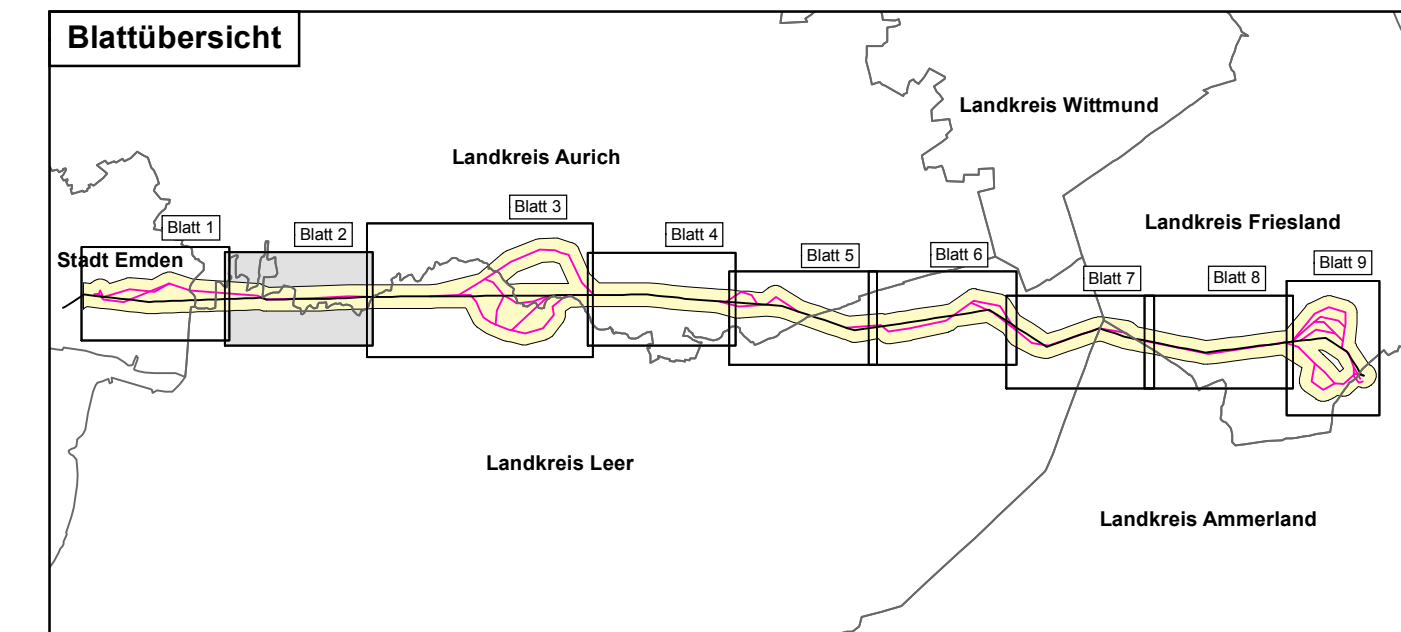 Blattübersicht
Landkreis Wittmund
Landkreis Aurich
Blatt 3
Landkreis Friesland
Blatt 1
Blatt 2
Blatt 4
Blatt 5
Blatt 6
Stadt Emden
Blatt 7
Blatt 8
Blatt 9
Landkreis Leer
Landkreis Ammerland